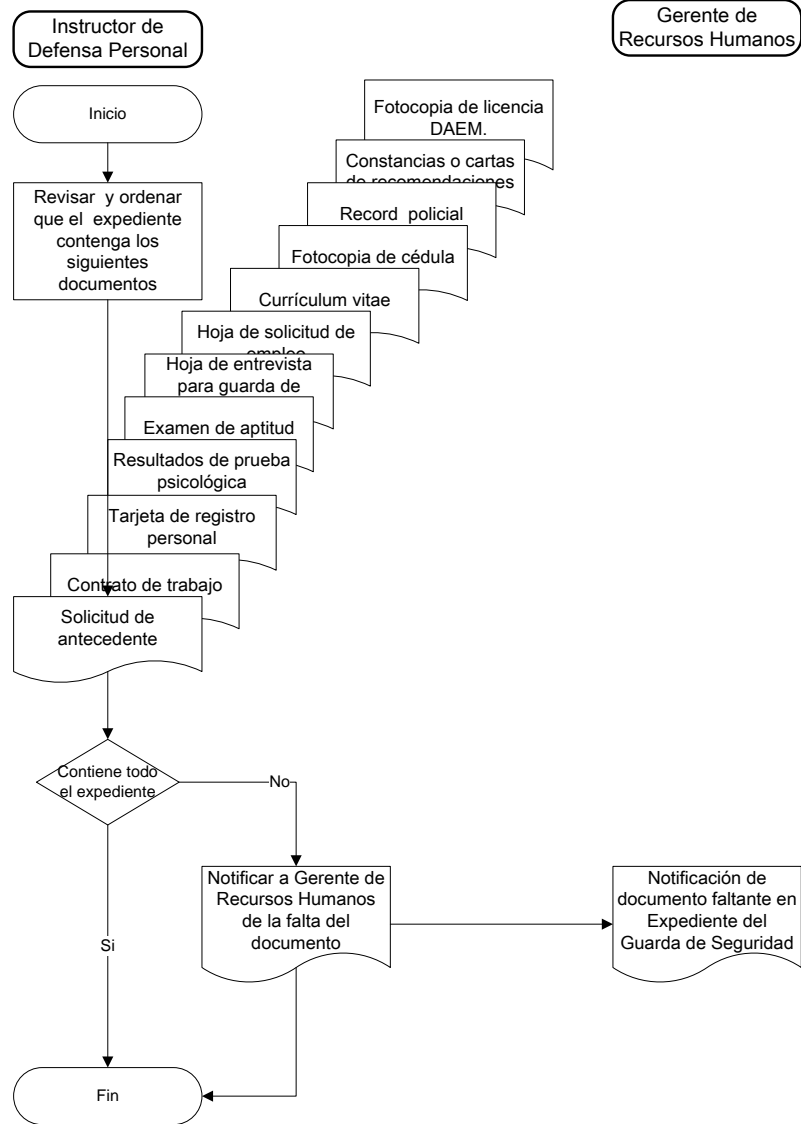 Instructor de
Defensa Personal
Gerente de
Recursos Humanos
Inicio
Fotocopia de licencia
DAEM.
Constancias o cartas
de recomendaciones
Revisar y ordenar
que el expediente
contenga los
siguientes
documentos
Record policial
Fotocopia de cédula
Currículum vitae
Hoja de solicitud de
empleo
Hoja de entrevista
para guarda de
Examen de aptitud
Resultados de prueba
psicológica
Tarjeta de registro
personal
Contrato de trabajo
Solicitud de
antecedente
Contiene todo
el expediente
No
Notificar a Gerente de
Recursos Humanos
de la falta del
documento
Notificación de
documento faltante en
Expediente del
Guarda de Seguridad
Si
Fin